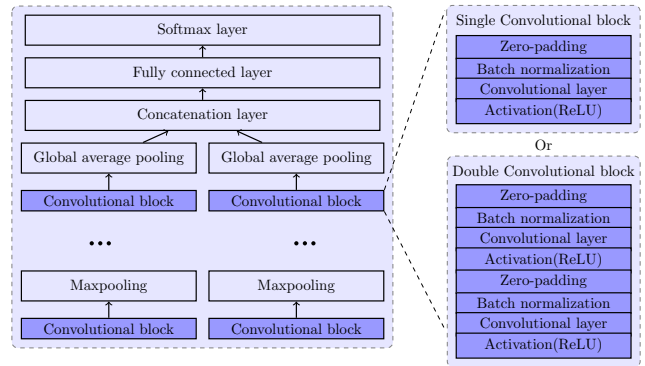 Softmax layer
Fully connected layer
Concatenation layer
Global average pooling
Global average pooling
Convolutional block
Convolutional block
...
...
Maxpooling
Maxpooling
Convolutional block
Convolutional block
Single Convolutional block
Zero-padding
Batch normalization
Convolutional layer
Activation(ReLU)
Or
Double Convolutional block
Zero-padding
Batch normalization
Convolutional layer
Activation(ReLU)
Zero-padding
Batch normalization
Convolutional layer
Activation(ReLU)